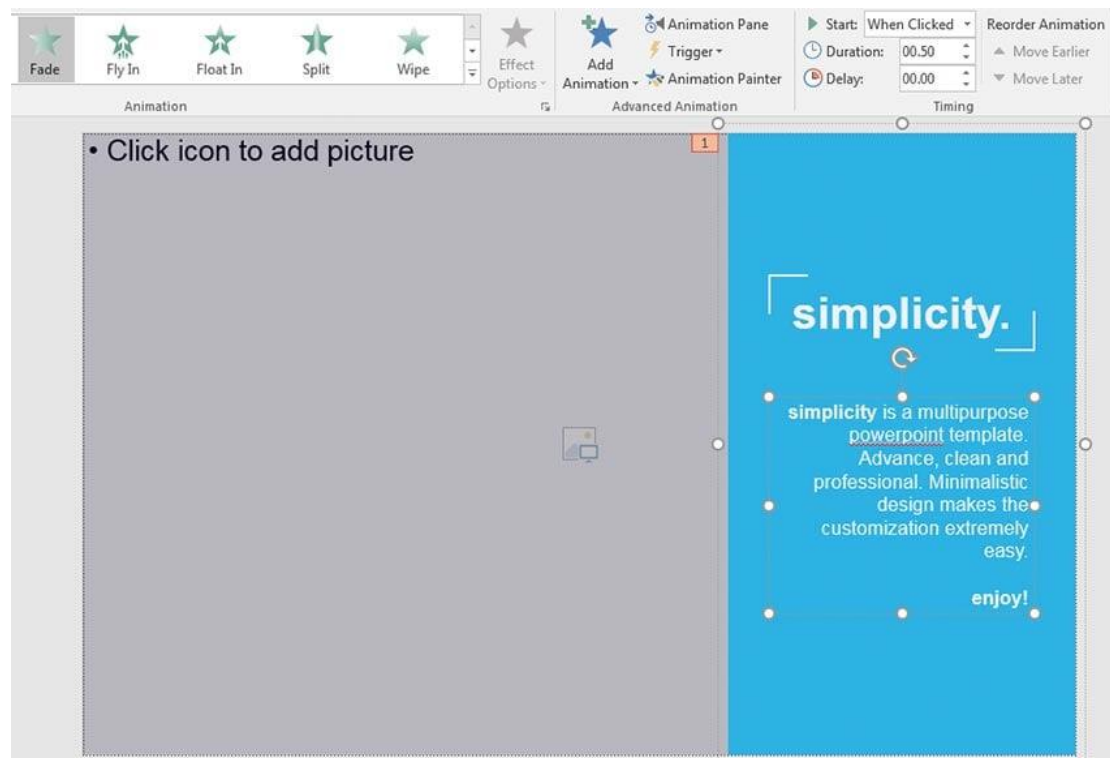 Fade Fly In Float In Split Wipe
Effect Options
Animation
Add Animation
Animation Pane
Trigger
Animation Painter
Advanced Animation
Start: When Clicked
Duration: 00.50
Delay: 00.00
Timing
Reorder Animation
Move Earlier
Move Later
• Click icon to add picture
1
simplicity.
simplicity is a multipurpose
powerpoint template.
Advance, clean and
professional. Minimalistic
design makes the
customization extremely
easy.
enjoy!